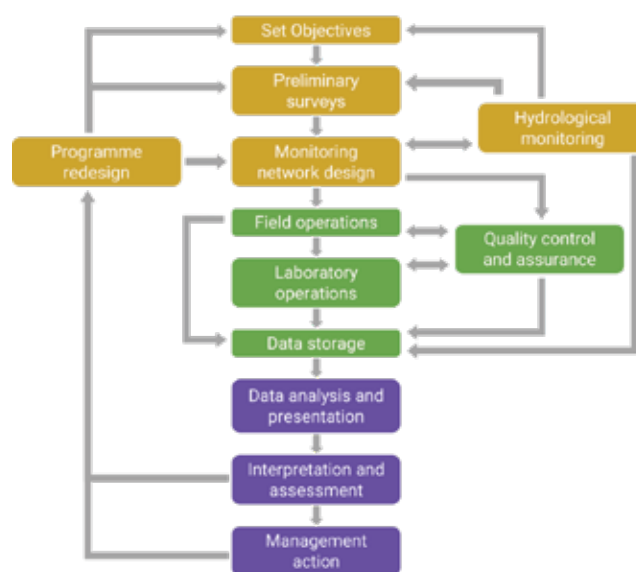 Set Objectives
Preliminary
surveys
Hydrological
monitoring
Programme
redesign
Monitoring
network design
Field operations
Quality control
and assurance
Laboratory
operations
Data storage
Data analysis and
presentation
Interpretation and
assessment
Management
action